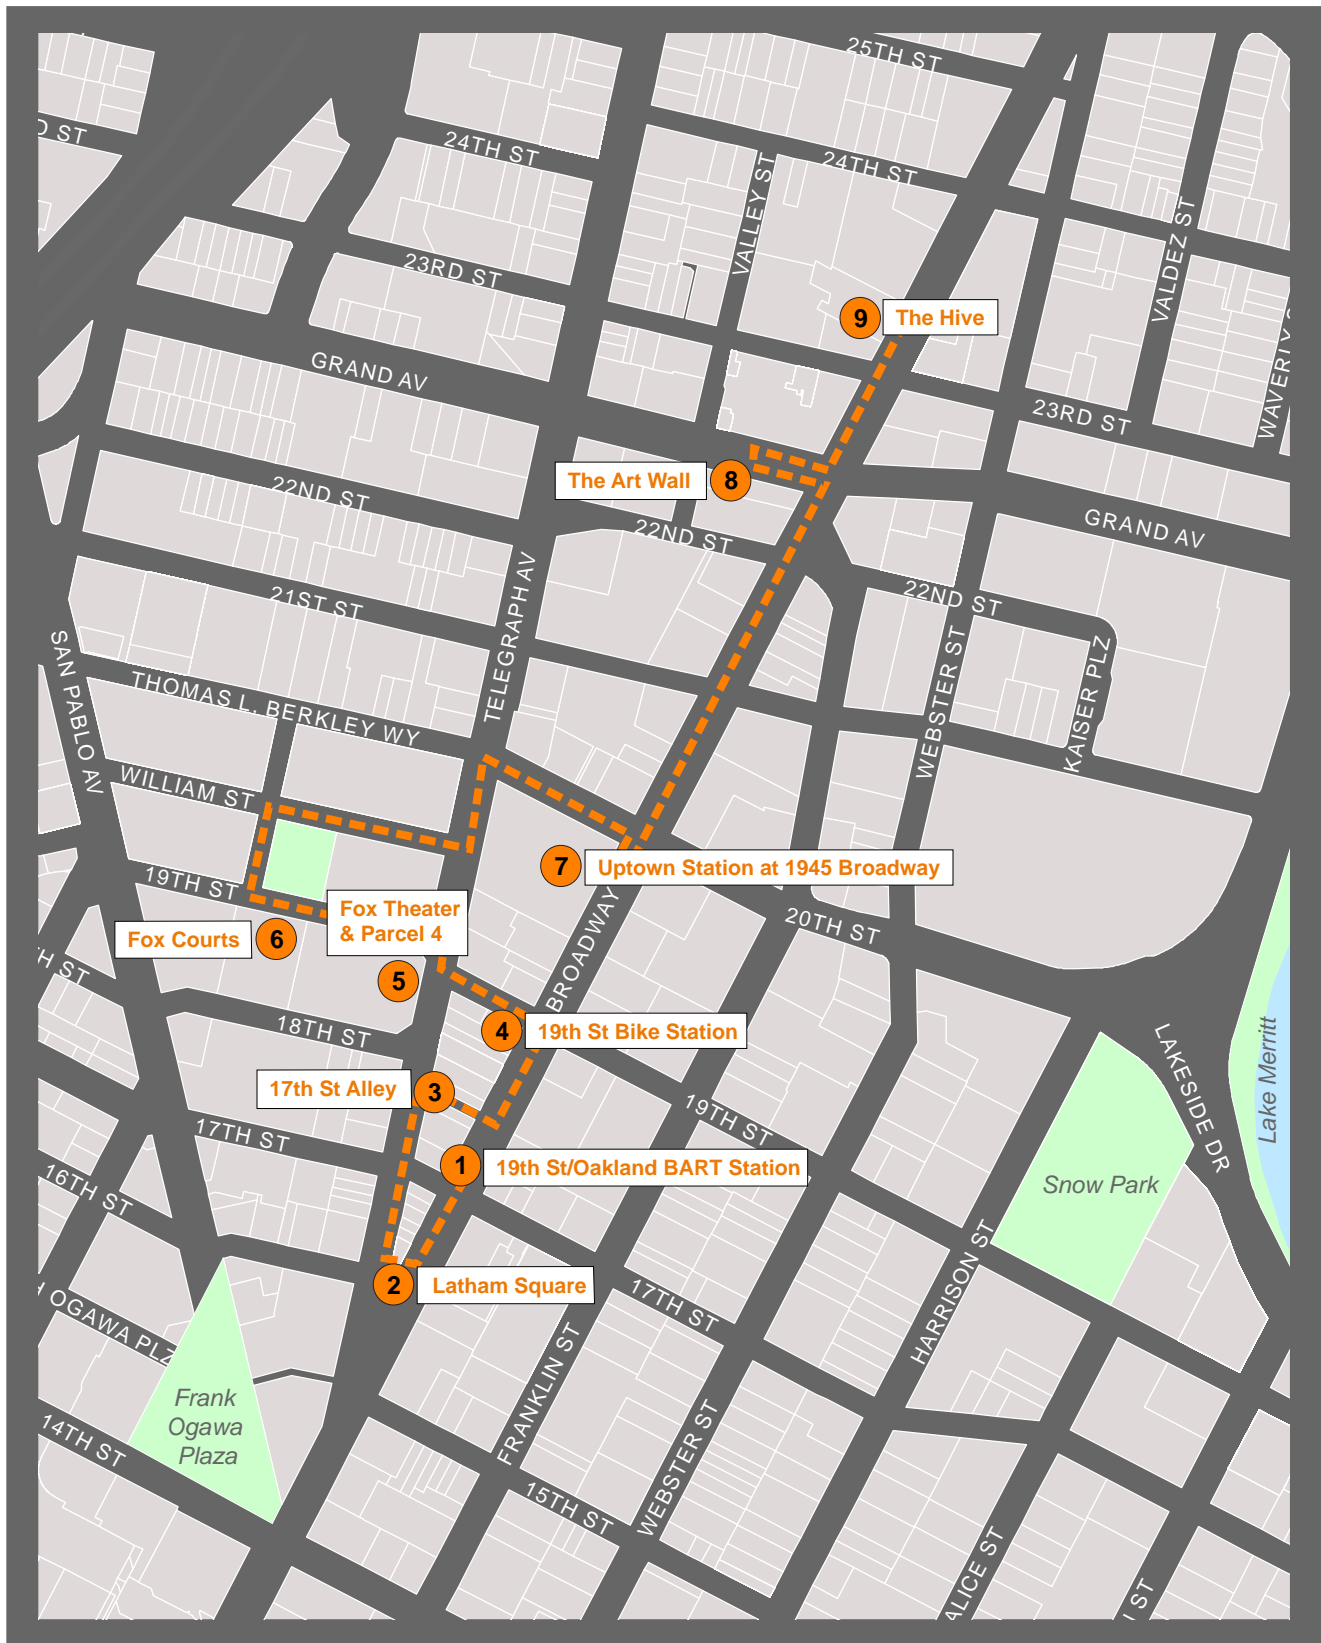 25TH ST
24TH ST
24TH ST
VALLEY ST
VALDEZ ST
23RD ST
9
The Hive
GRAND AV
WAVERLY
23RD ST
The Art Wall
8
22ND ST
22ND ST
GRAND AV
TELEGRAPH AV
21ST ST
22ND ST
SAN PABLO AV
THOMAS L. BERKLEY WY
WEBSTER ST
KAISER PLZ
WILLIAM ST
7
Uptown Station at 1945 Broadway
19TH ST
Fox Theater
& Parcel 4
20TH ST
Fox Courts
6
BROADWAY
5
18TH ST
4
19th St Bike Station
LAKESIDE DR
Lake Merritt
17th St Alley
3
19TH ST
17TH ST
1
19th St/Oakland BART Station
16TH ST
Snow Park
2
Latham Square
HARRISON ST
17TH ST
OGAWA PLZ
FRANKLIN ST
Frank
Ogawa
Plaza
14TH ST
WEBSTER ST
15TH ST
ALICE ST
ST